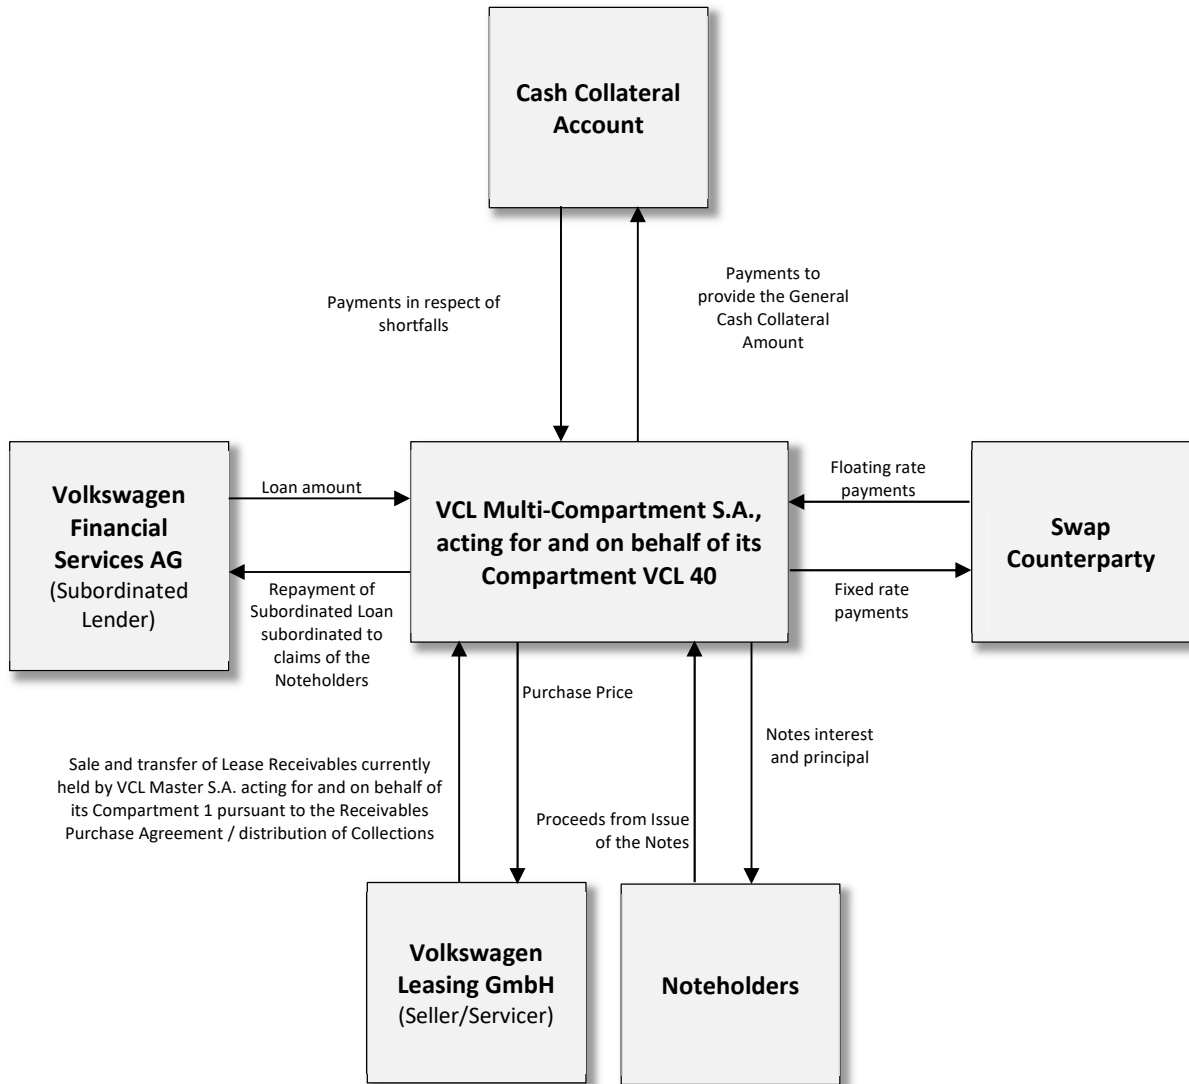 Cash Collateral
Account
Payments in respect of
shortfalls
Payments to
provide the General
Cash Collateral
Amount
Volkswagen
Financial
Services AG
(Subordinated
Lender)
Loan amount
Repayment of
Subordinated Loan
subordinated to
claims of the
Noteholders
VCL Multi-Compartment S.A.,
acting for and on behalf of its
Compartment VCL 40
Floating rate
payments
Fixed rate
payments
Swap
Counterparty
Sale and transfer of Lease Receivables currently
held by VCL Master S.A. acting for and on behalf of
its Compartment 1 pursuant to the Receivables
Purchase Agreement / distribution of Collections
Purchase Price
Proceeds from Issue
of the Notes
Notes interest
and principal
Volkswagen
Leasing GmbH
(Seller/Servicer)
Noteholders